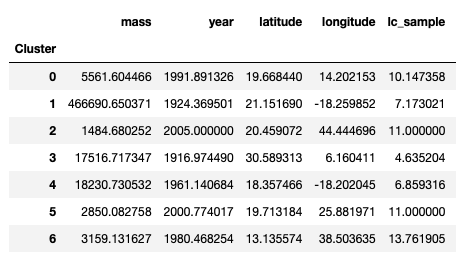 mass year latitude longitude lc_sample
Cluster
0 5561.604466 1991.891326 19.668440 14.202153 10.147358
1 466690.650371 1924.369501 21.151690 -18.259852 7.173021
2 1484.680252 2005.000000 20.459072 44.444696 11.000000
3 17516.717347 1916.974490 30.589313 6.160411 4.635204
4 18230.730532 1961.140684 18.357466 -18.202045 6.859316
5 2850.082758 2000.774017 19.713184 25.881971 11.000000
6 3159.131627 1980.468254 13.135574 38.503635 13.761905